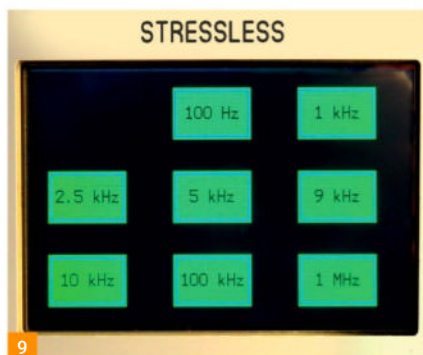 STRESSLESS
100 Hz 1 kHz
2.5 kHz 5 kHz 9 kHz
10 kHz 100 kHz 1 MHz
9